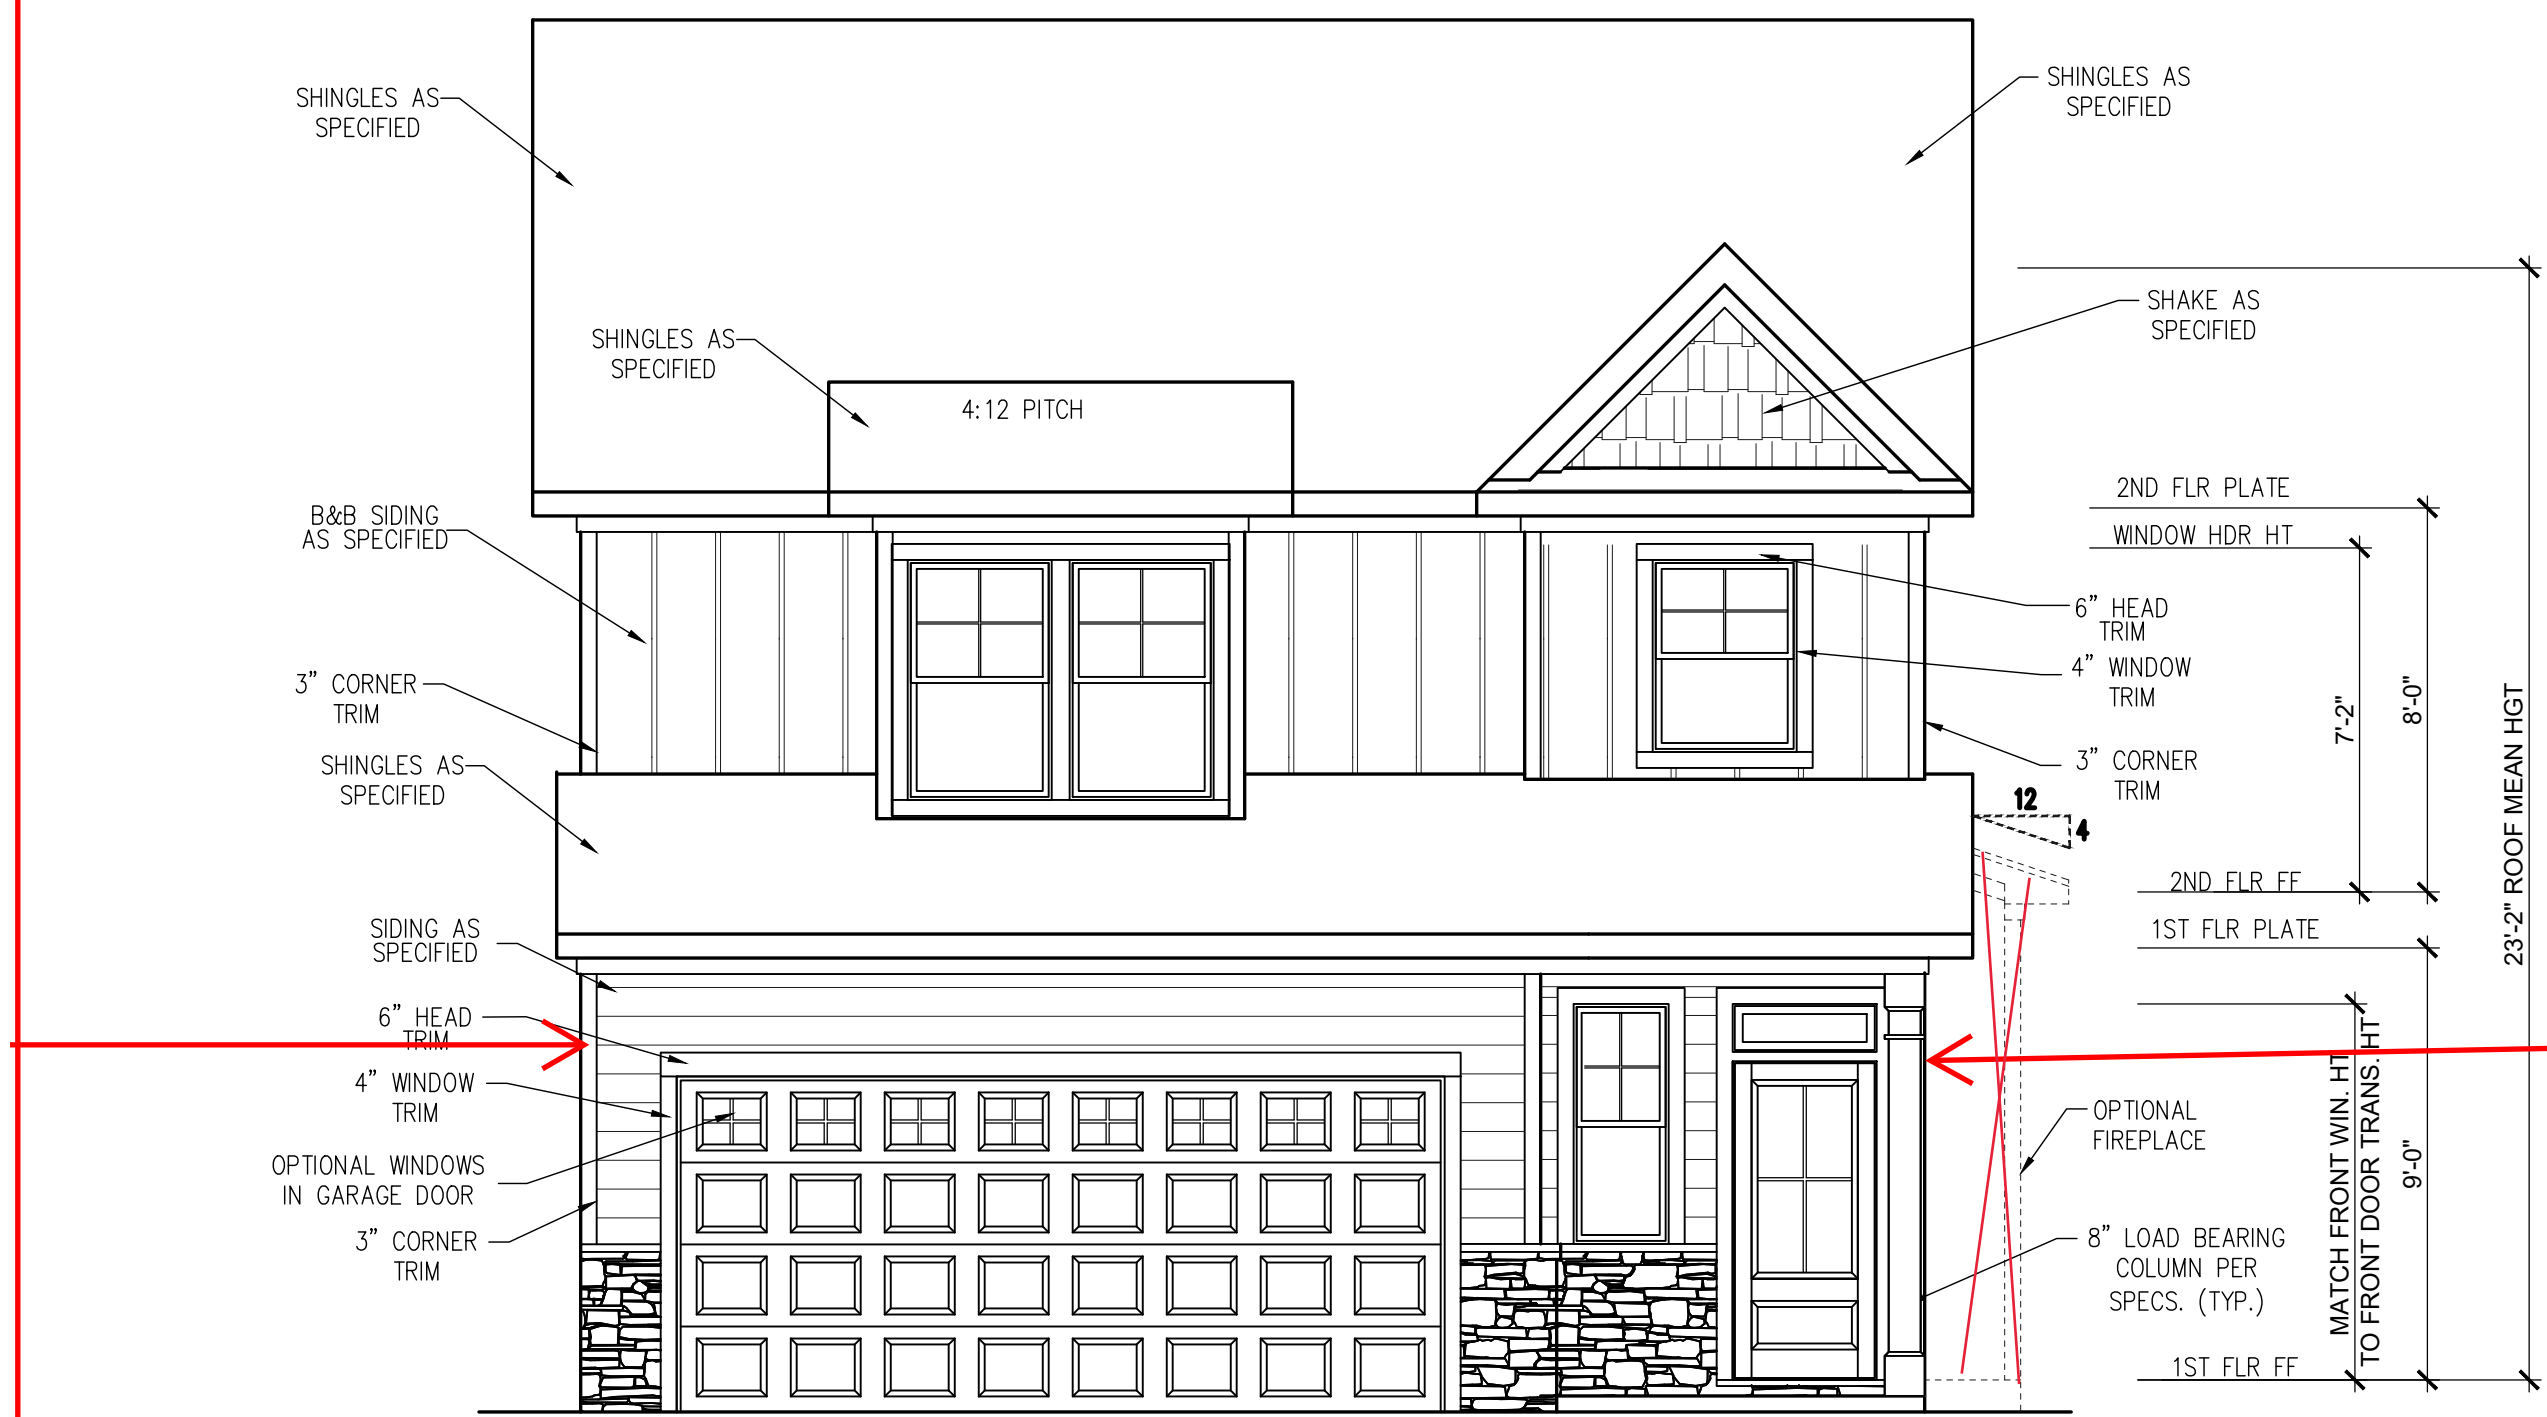 SHINGLES AS
SPECIFIED
SHINGLES AS
SPECIFIED
SHAKE AS
SPECIFIED
SHINGLES AS
SPECIFIED
4:12 PITCH
2ND FLR PLATE
WINDOW HDR HT
B&B SIDING
AS SPECIFIED
6" HEAD
TRIM
4" WINDOW
TRIM
3" CORNER
TRIM
3" CORNER
TRIM
7'-2"
8'-0"
23'-2" ROOF MEAN HGT
SHINGLES AS
SPECIFIED
12
4
2ND FLR FF
1ST FLR PLATE
SIDING AS
SPECIFIED
6" HEAD
TRIM
4" WINDOW
TRIM
OPTIONAL WINDOWS
IN GARAGE DOOR
3" CORNER
TRIM
OPTIONAL
FIREPLACE
8" LOAD BEARING
COLUMN PER
SPECS. (TYP.)
MATCH FRONT WIN. HT
TO FRONT DOOR TRANS. HT
9'-0"
1ST FLR FF